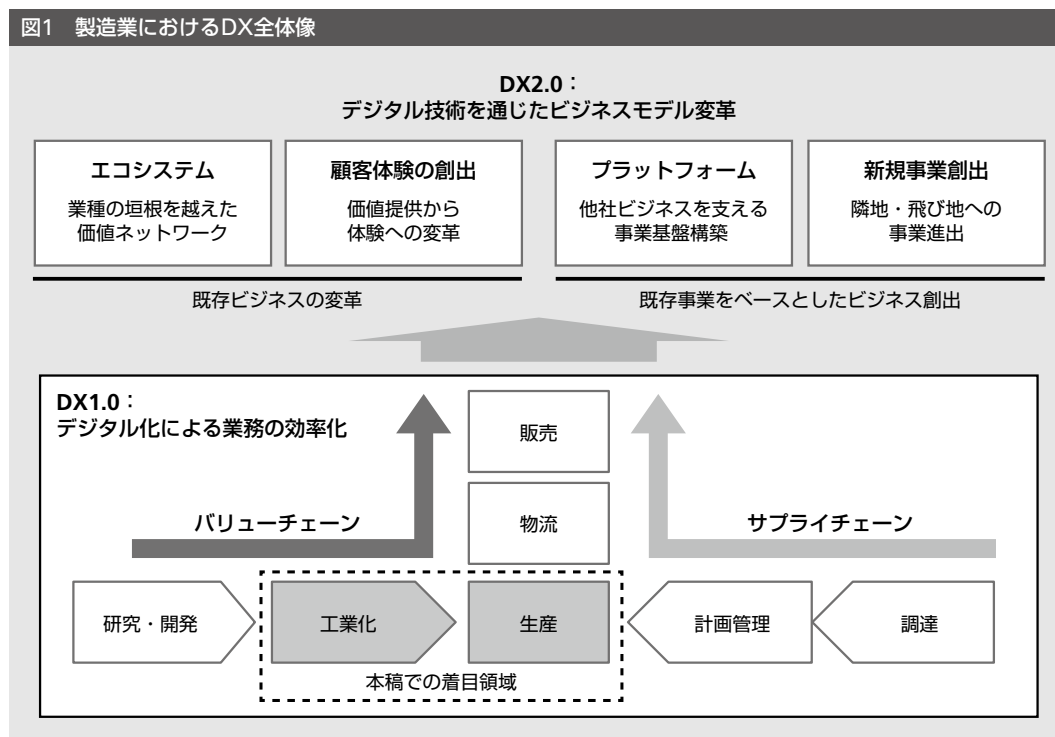 図1 製造業におけるDX全体像
DX2.0：
デジタル技術を通じたビジネスモデル変革
エコシステム
業種の垣根を越えた
価値ネットワーク
顧客体験の創出
価値提供から
体験への変革
プラットフォーム
他社ビジネスを支える
事業基盤構築
新規事業創出
隣地・飛び地への
事業進出
既存ビジネスの変革
既存事業をベースとしたビジネス創出
DX1.0：
デジタル化による業務の効率化
販売
物流
バリューチェーン
サプライチェーン
研究・開発
工業化
生産
計画管理
調達
本稿での着目領域